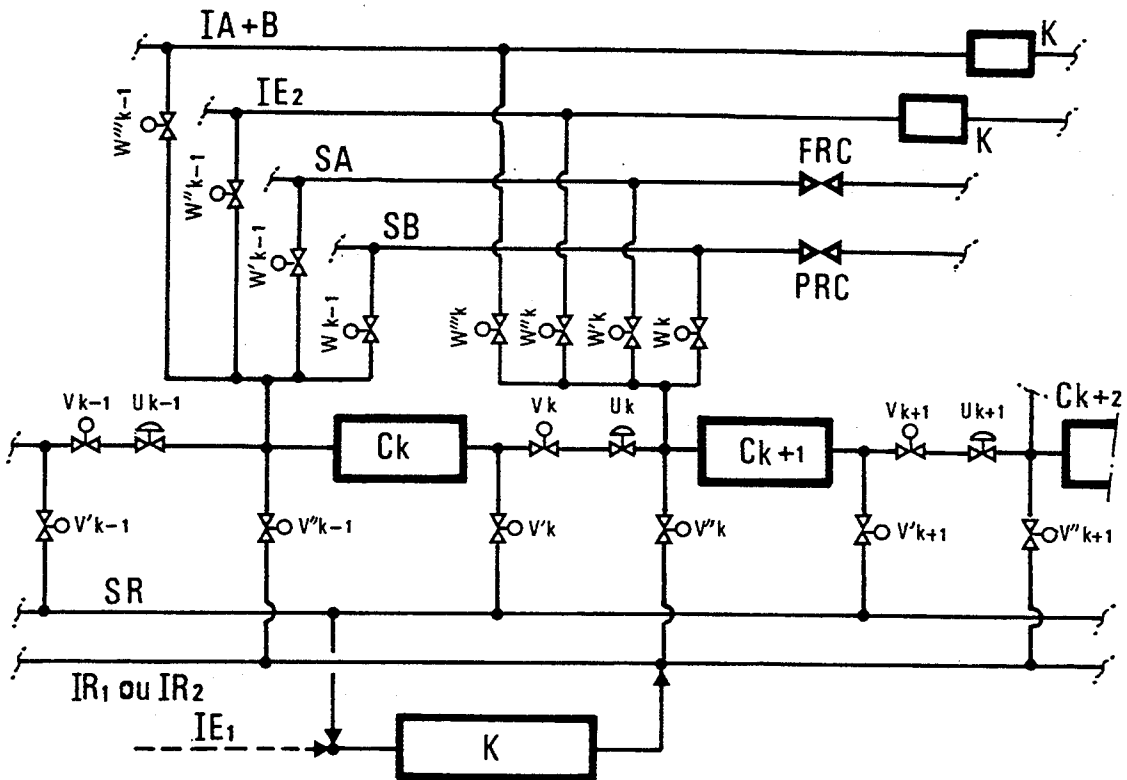 IA+B
K
W'''k-1
IE2
K
W''k-1
SA
FRC
W'k-1
SB
PRC
Wk-1
W'''k
W''k
W'k
Wk
Vk-1
Uk-1
Vk
Uk
Vk+1
Uk+1
Ck+2
Ck
Ck+1
V'k-1
V''k-1
V'k
V''k
V'k+1
V''k+1
SR
IR1 ou IR2
IE1
K